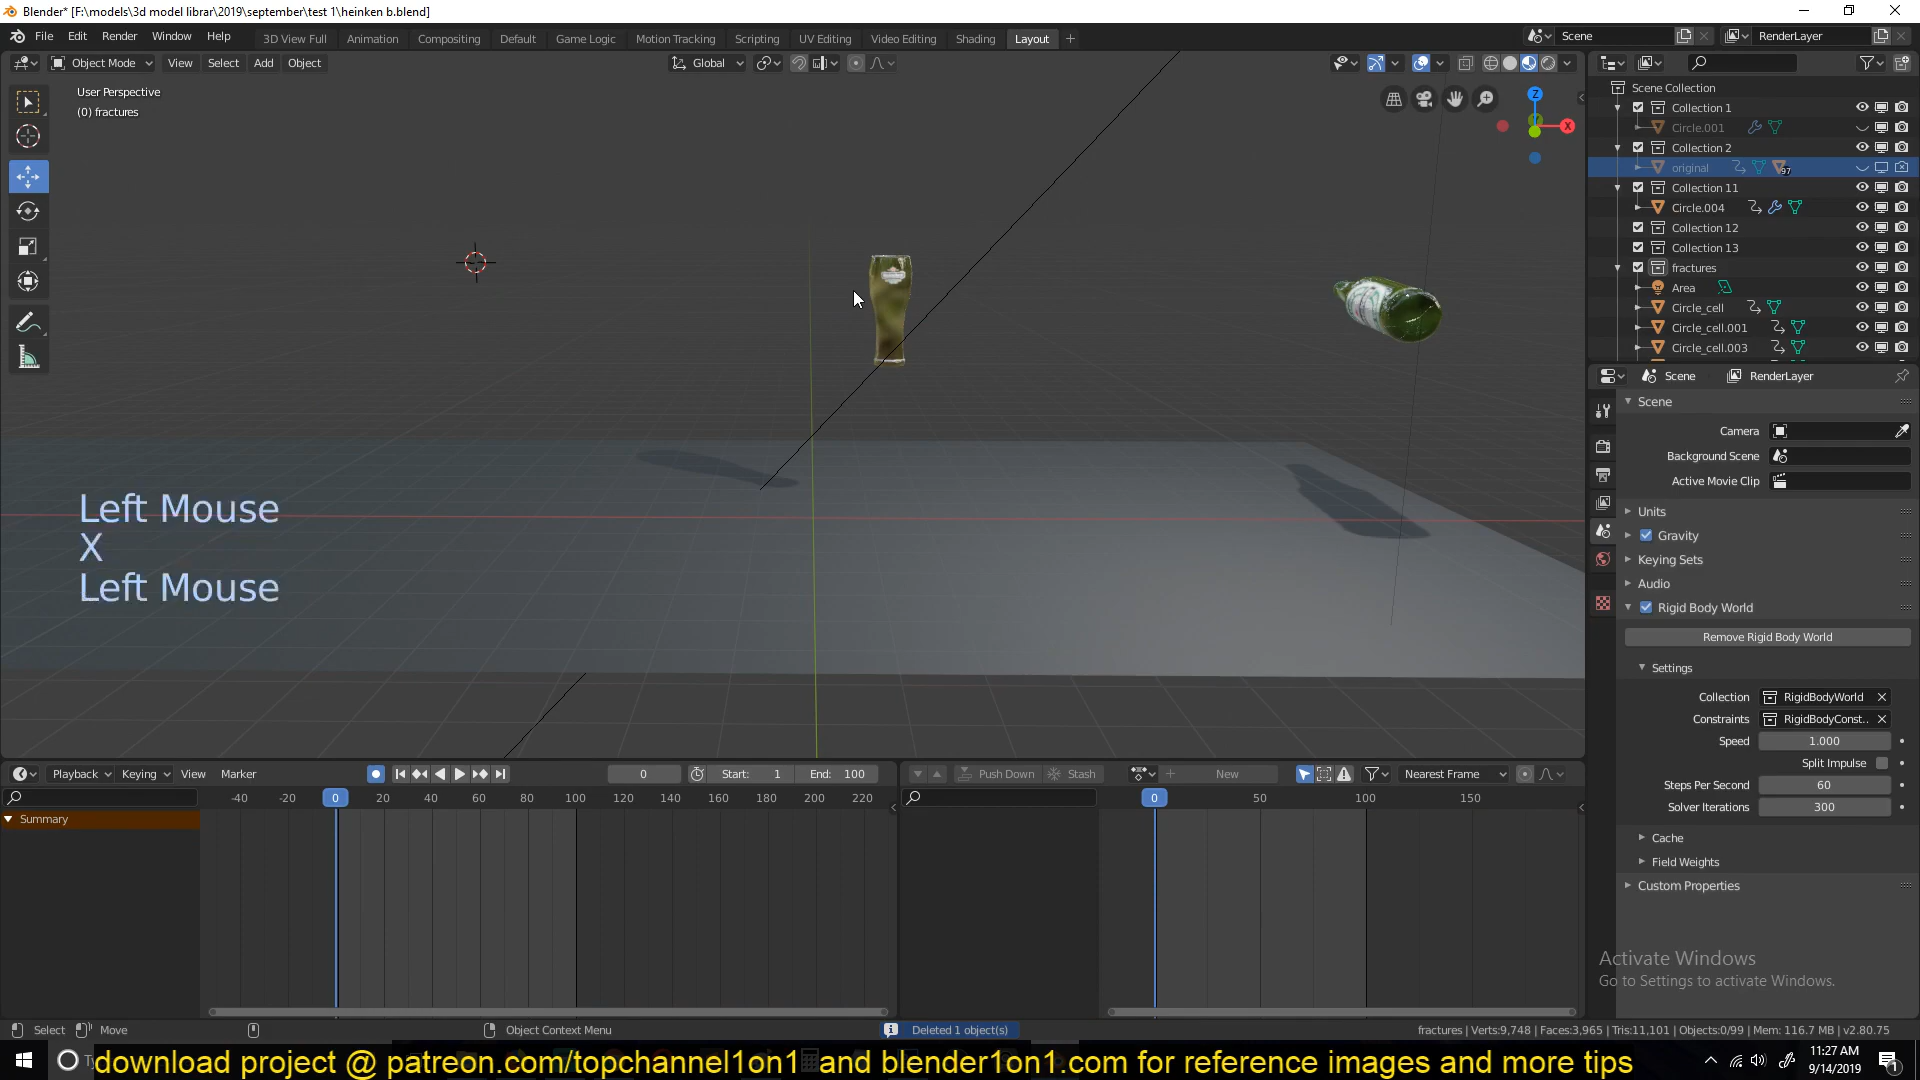 Blender* [F:\models\3d model librar\2019\september\test 1\heinken b.blend]
File Edit Render Window Help
3D View Full Animation Compositing Default Game Logic Motion Tracking Scripting UV Editing Video Editing Shading Layout
Scene
RenderLayer
Object Mode View Select Add Object
Global
User Perspective
(0) fractures
Z
X
Left Mouse
X
Left Mouse
Scene Collection
Collection 1
Circle.001
Collection 2
original
97
Collection 11
Circle.004
Collection 12
Collection 13
fractures
Area
Circle_cell
Circle_cell.001
Circle_cell.003
Scene RenderLayer
Scene
Camera
Background Scene
Active Movie Clip
Units
Gravity
Keying Sets
Audio
Rigid Body World
Remove Rigid Body World
Settings
Collection RigidBodyWorld
Constraints RigidBodyConst..
Speed 1.000
Split Impulse
Steps Per Second 60
Solver Iterations 300
Cache
Field Weights
Custom Properties
Playback Keying View Marker
0 Start: 1 End: 100
Push Down Stash New Nearest Frame
-40 -20 0 20 40 60 80 100 120 140 160 180 200 220
0 50 100 150
Summary
Activate Windows
Go to Settings to activate Windows.
Select Move Object Context Menu Deleted 1 object(s)
fractures | Verts:9,748 | Faces:3,965 | Tris:11,101 | Objects:0/99 | Mem: 116.7 MB | v2.80.75
download project @ patreon.com/topchannel1on1 and blender1on1.com for reference images and more tips
11:27 AM
9/14/2019
1